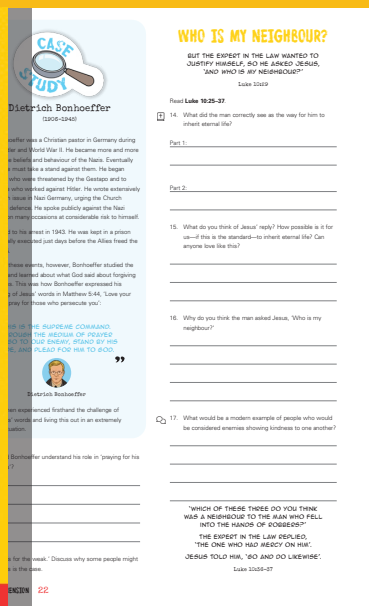 CASE
STUDY
Dietrich Bonhoeffer
(1906–1945)
was a Christian pastor in Germany during
and World War II. He became more and more
beliefs and behaviour of the Nazis. Eventually
must take a stand against them. He began
who were threatened by the Gestapo and to
who worked against Hitler. He wrote extensively
issue in Nazi Germany, urging the Church
defence. He spoke publicly against the Nazi
many occasions at considerable risk to himself.
to his arrest in 1943. He was kept in a prison
executed just days before the Allies freed the
these events, however, Bonhoeffer studied the
and learned about what God said about forgiving
This was how Bonhoeffer expressed his
of Jesus' words in Matthew 5:44, 'Love your
pray for those who persecute you':
IS THE SUPREME COMMAND.
THE MEDIUM OF PRAYER
TO OUR ENEMY, STAND BY HIS
AND PLEAD FOR HIM TO GOD.
”
Dietrich Bonhoeffer
experienced firsthand the challenge of
words and living this out in an extremely
Bonhoeffer understand his role in 'praying for his
?
for the weak.' Discuss why some people might
is the case.
22
WHO IS MY NEIGHBOUR?
BUT THE EXPERT IN THE LAW WANTED TO
JUSTIFY HIMSELF, SO HE ASKED JESUS,
'AND WHO IS MY NEIGHBOUR?'
Luke 10:29
Read Luke 10:25–37.
14. What did the man correctly see as the way for him to
inherit eternal life?
Part 1:
Part 2:
15. What do you think of Jesus' reply? How possible is it for
us—if this is the standard—to inherit eternal life? Can
anyone love like this?
16. Why do you think the man asked Jesus, 'Who is my
neighbour?'
17. What would be a modern example of people who would
be considered enemies showing kindness to one another?
'WHICH OF THESE THREE DO YOU THINK
WAS A NEIGHBOUR TO THE MAN WHO FELL
INTO THE HANDS OF ROBBERS?'
THE EXPERT IN THE LAW REPLIED,
'THE ONE WHO HAD MERCY ON HIM'.
JESUS TOLD HIM, 'GO AND DO LIKEWISE'.
Luke 10:36–37